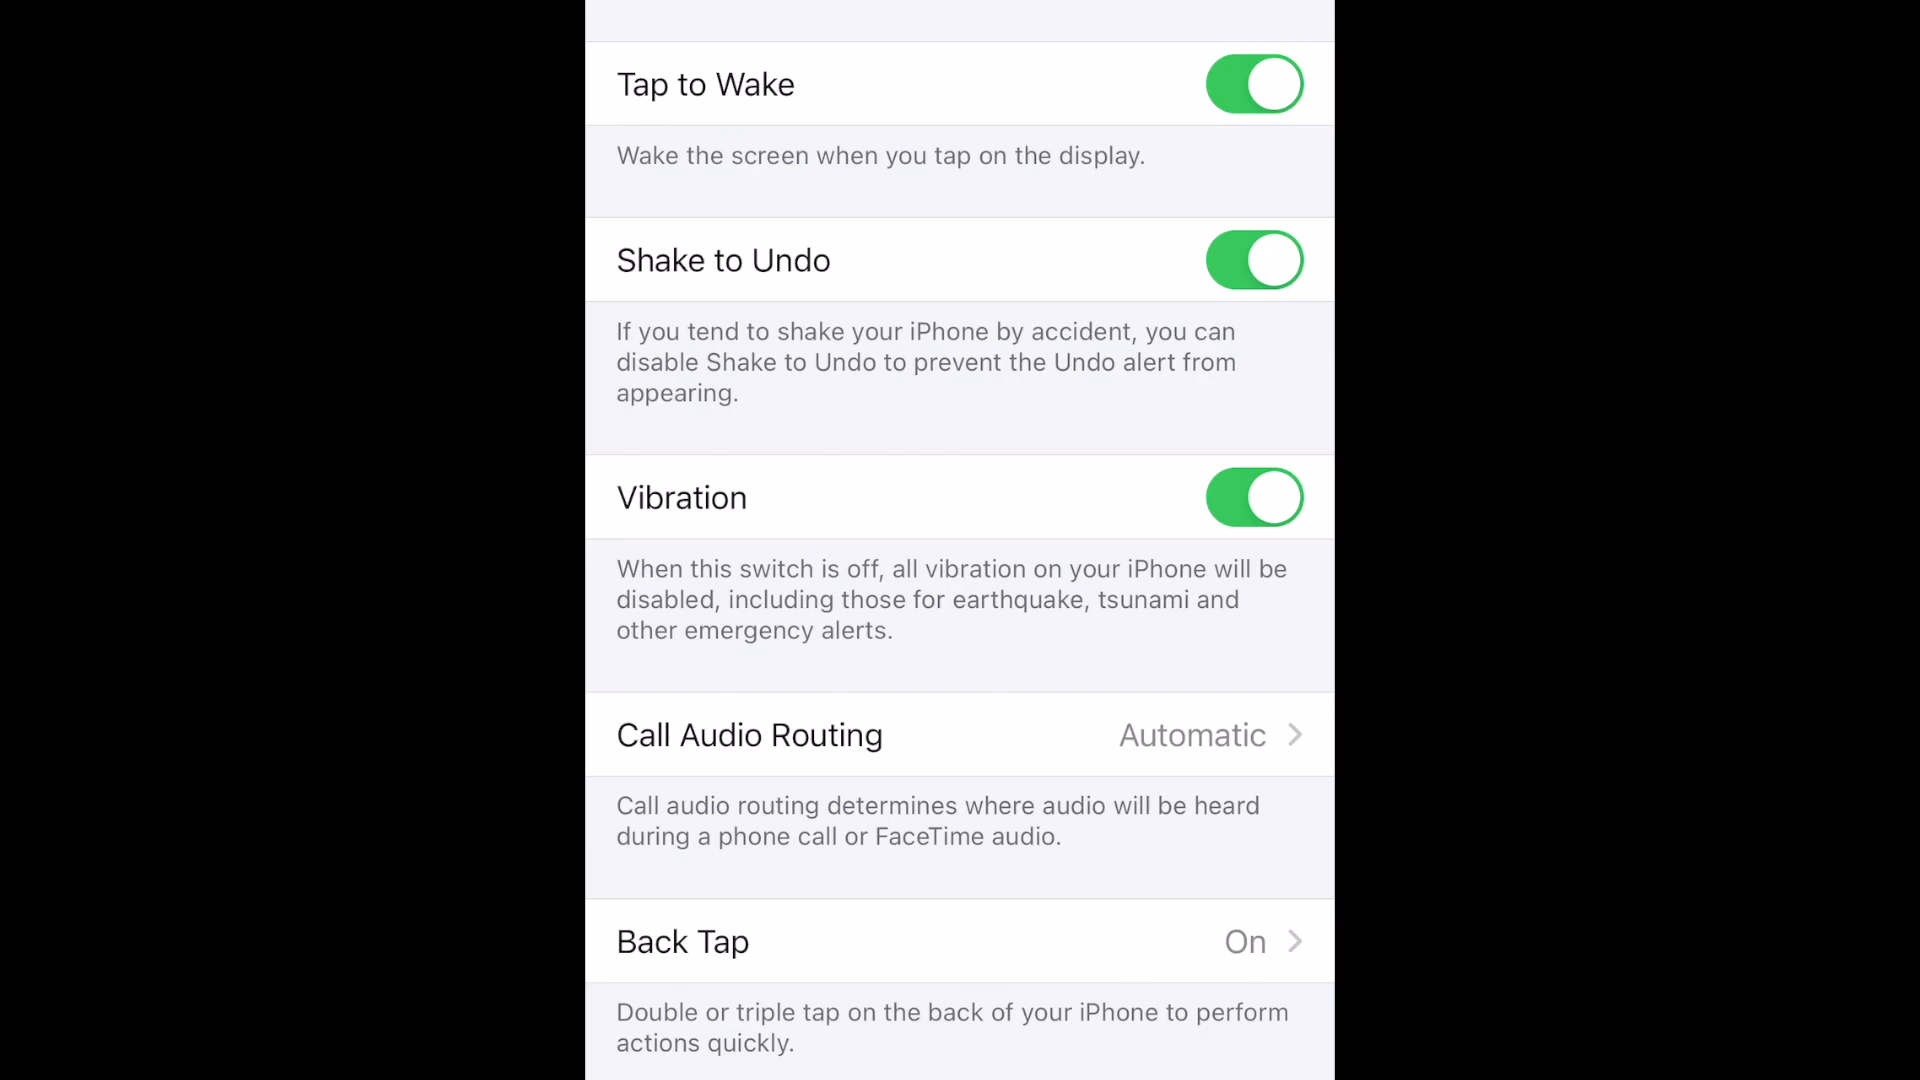 Tap to Wake
Wake the screen when you tap on the display.
Shake to Undo
If you tend to shake your iPhone by accident, you can
disable Shake to Undo to prevent the Undo alert from
appearing.
Vibration
When this switch is off, all vibration on your iPhone will be
disabled, including those for earthquake, tsunami and
other emergency alerts.
Call Audio Routing Automatic
Call audio routing determines where audio will be heard
during a phone call or FaceTime audio.
Back Tap On
Double or triple tap on the back of your iPhone to perform
actions quickly.